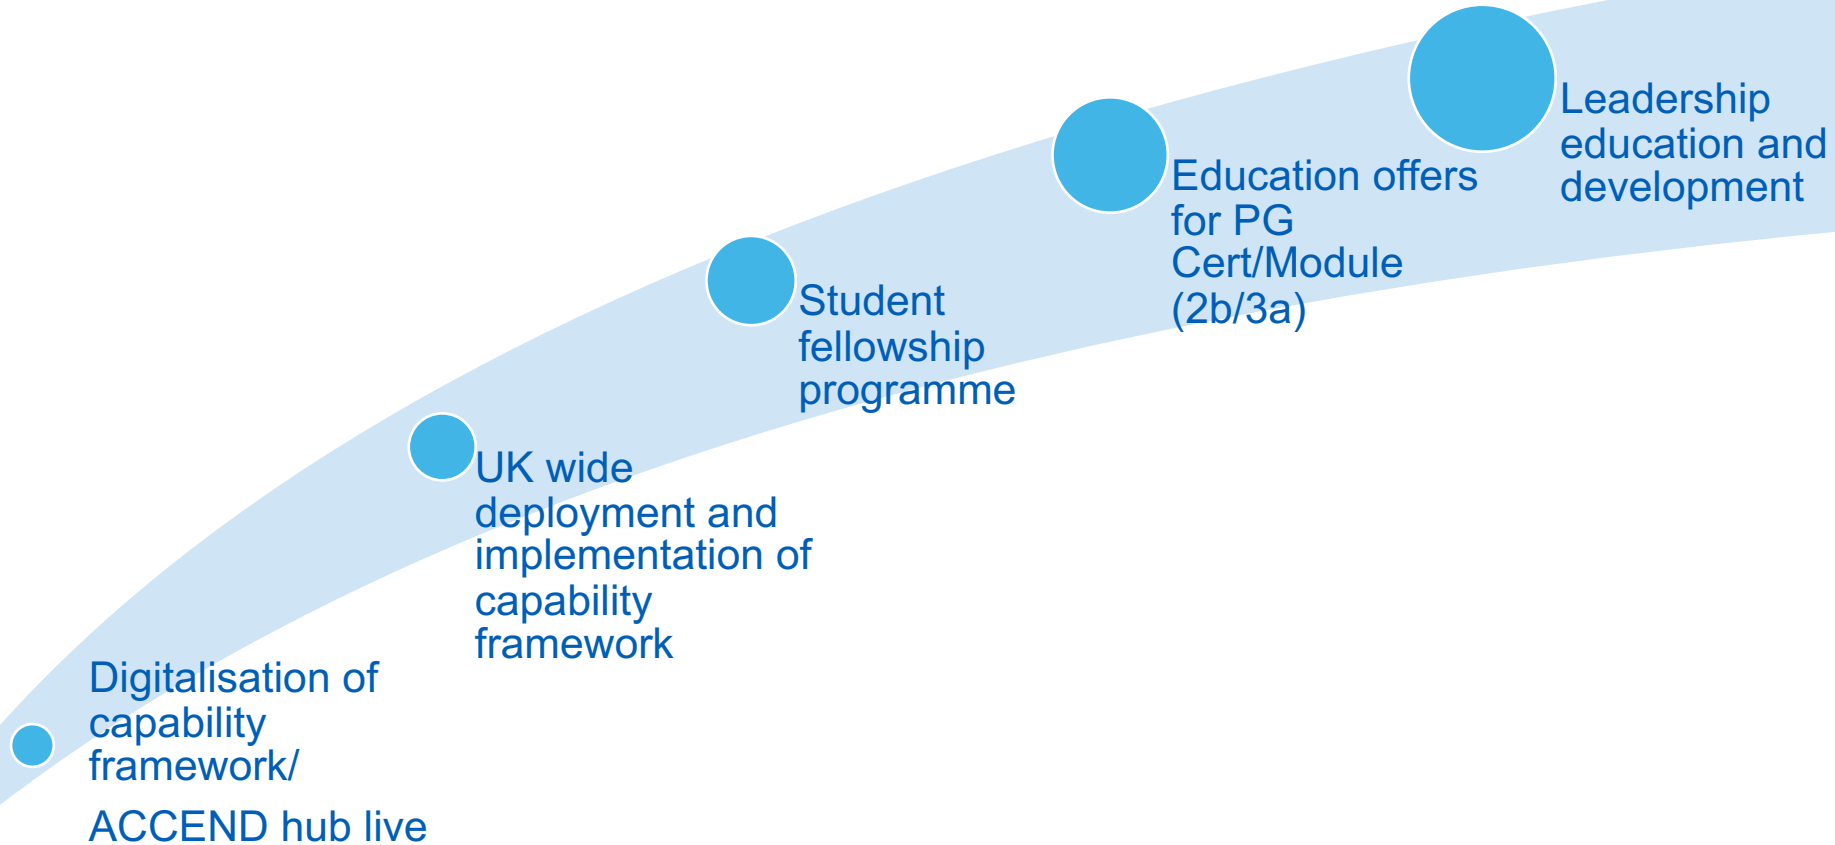 Digitalisation of
capability
framework/
ACCEND hub live
UK wide
deployment and
implementation of
capability
framework
Student
fellowship
programme
Education offers
for PG
Cert/Module
(2b/3a)
Leadership
education and
development